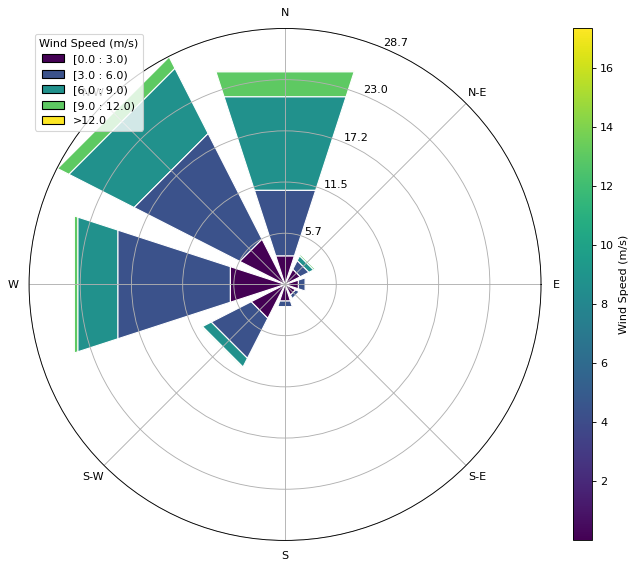 N
Wind Speed (m/s)
[0.0 : 3.0)
[3.0 : 6.0)
[6.0 : 9.0)
[9.0 : 12.0)
>12.0
28.7
23.0
17.2
11.5
5.7
N-E
W
E
S-W
S-E
S
16
14
12
10
8
6
4
2
Wind Speed (m/s)